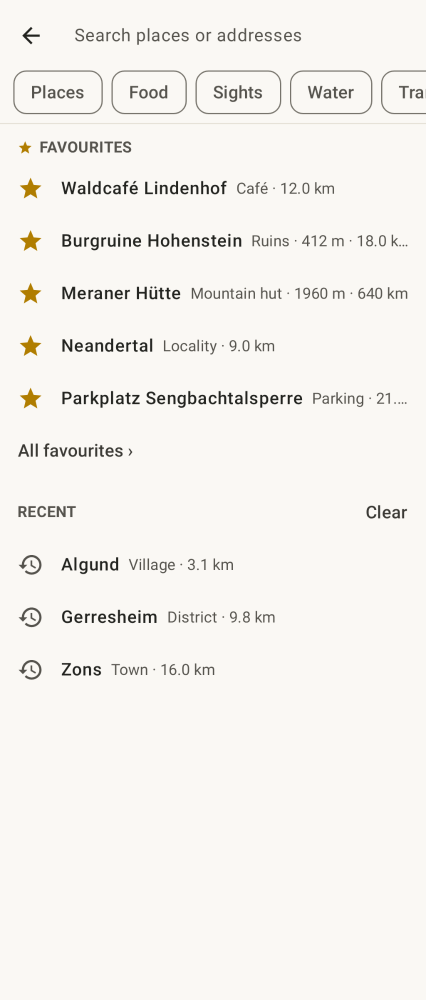 Search places or addresses
Places Food Sights Water Tra
FAVOURITES
Waldcafé Lindenhof Café · 12.0 km
Burgruine Hohenstein Ruins · 412 m · 18.0 k…
Meraner Hütte Mountain hut · 1960 m · 640 km
Neandertal Locality · 9.0 km
Parkplatz Sengbachtalsperre Parking · 21.…
All favourites ›
RECENT Clear
Algund Village · 3.1 km
Gerresheim District · 9.8 km
Zons Town · 16.0 km